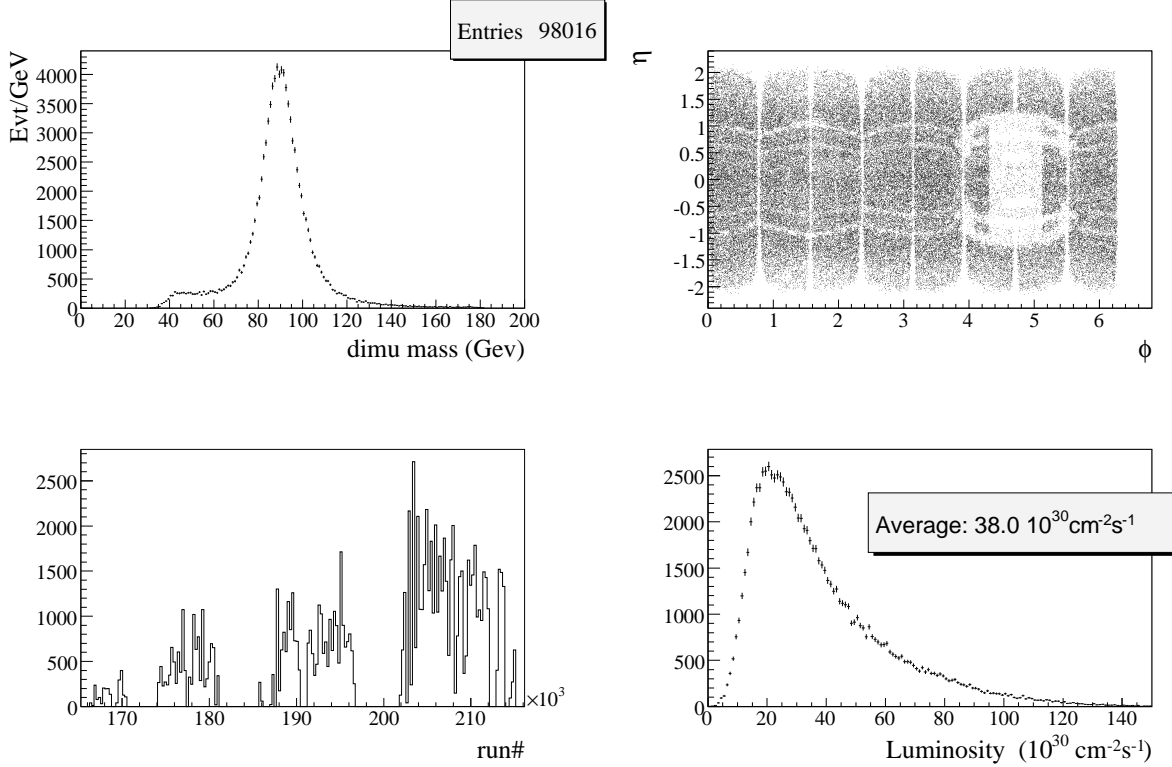 Entries 98016
Evt/GeV
4000
3500
3000
2500
2000
1500
1000
500
0
0 20 40 60 80 100 120 140 160 180 200
dimu mass (Gev)
η
2
1.5
1
0.5
0
-0.5
-1
-1.5
-2
0 1 2 3 4 5 6
ϕ
2500
2000
1500
1000
500
0
170 180 190 200 210
×10³
run#
2500
2000
1500
1000
500
0
Average: 38.0 10³⁰cm⁻²s⁻¹
0 20 40 60 80 100 120 140
Luminosity (10³⁰ cm⁻²s⁻¹)